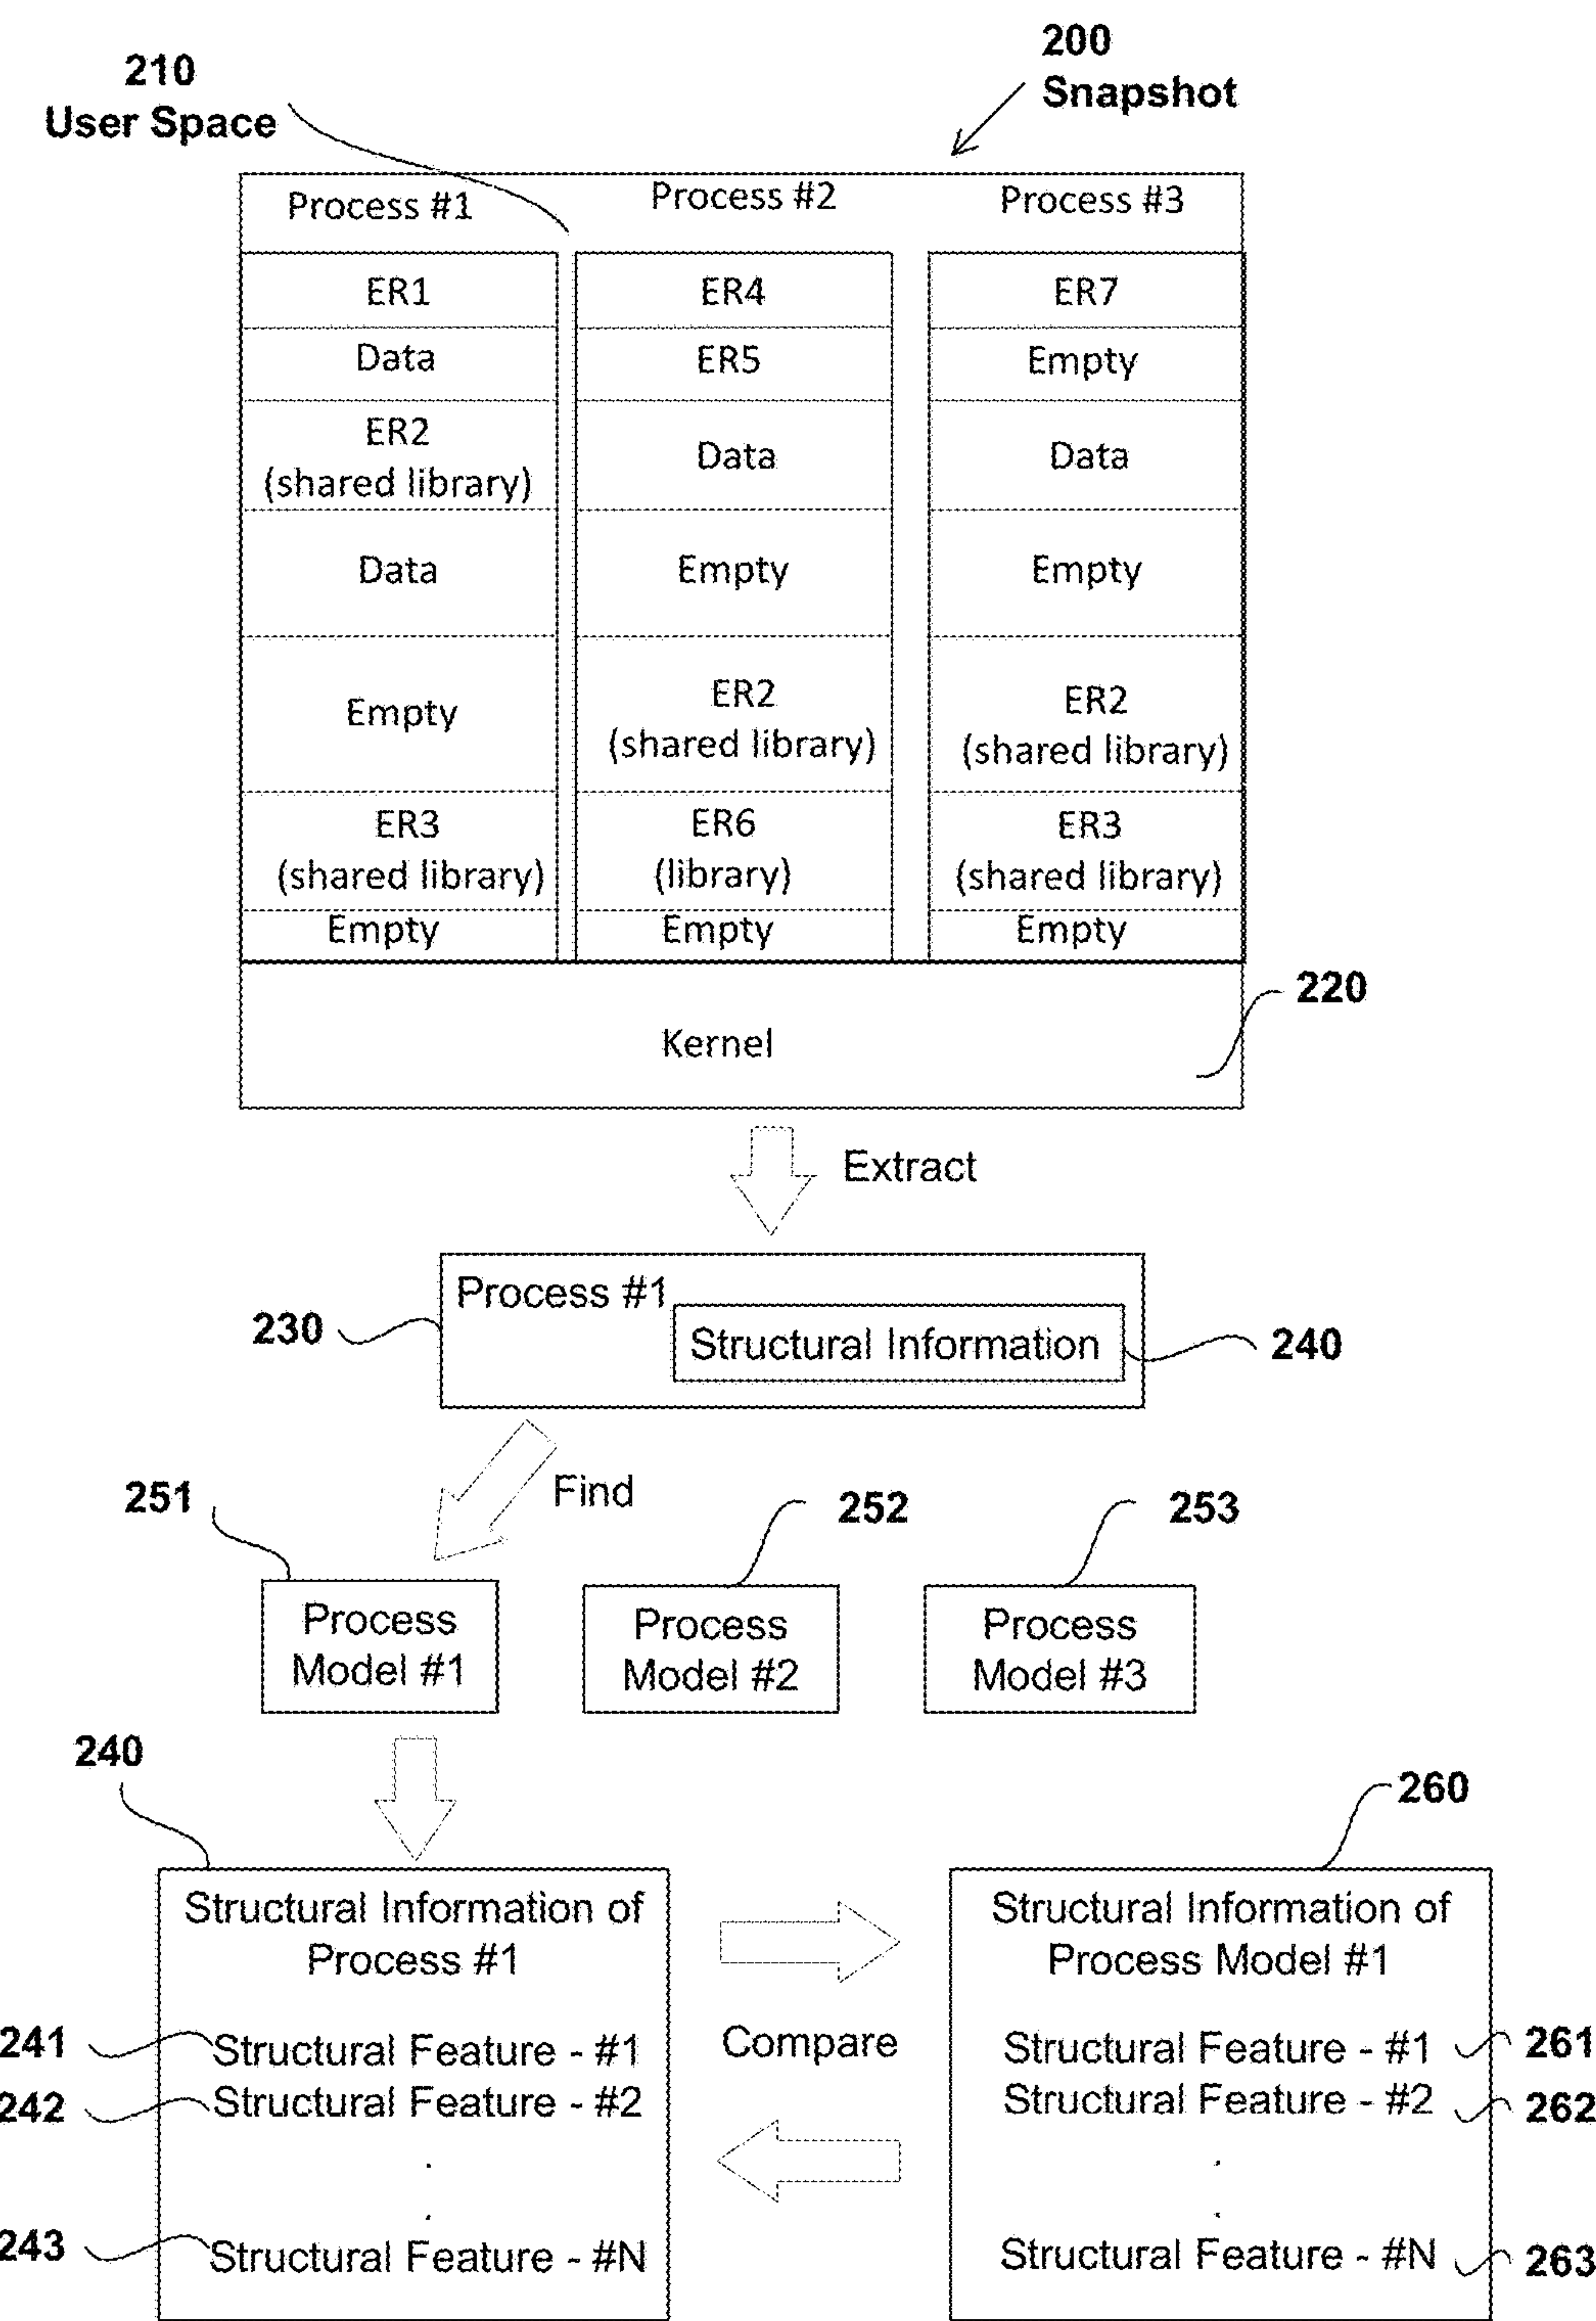 200
Snapshot
210
User Space
Process #1
Process #2
Process #3
ER1
ER4
ER7
Data
ER5
Empty
ER2
(shared library)
Data
Data
Data
Empty
Empty
Empty
ER2
(shared library)
ER2
(shared library)
ER3
(shared library)
ER6
(library)
ER3
(shared library)
Empty
Empty
Empty
220
Kernel
Extract
Process #1
230
Structural Information
240
Find
251
252
253
Process
Model #1
Process
Model #2
Process
Model #3
240
260
Structural Information of
Process #1
Structural Information of
Process Model #1
241
Structural Feature - #1
242
Structural Feature - #2
.
.
243
Structural Feature - #N
Compare
Structural Feature - #1
261
Structural Feature - #2
262
.
.
Structural Feature - #N
263